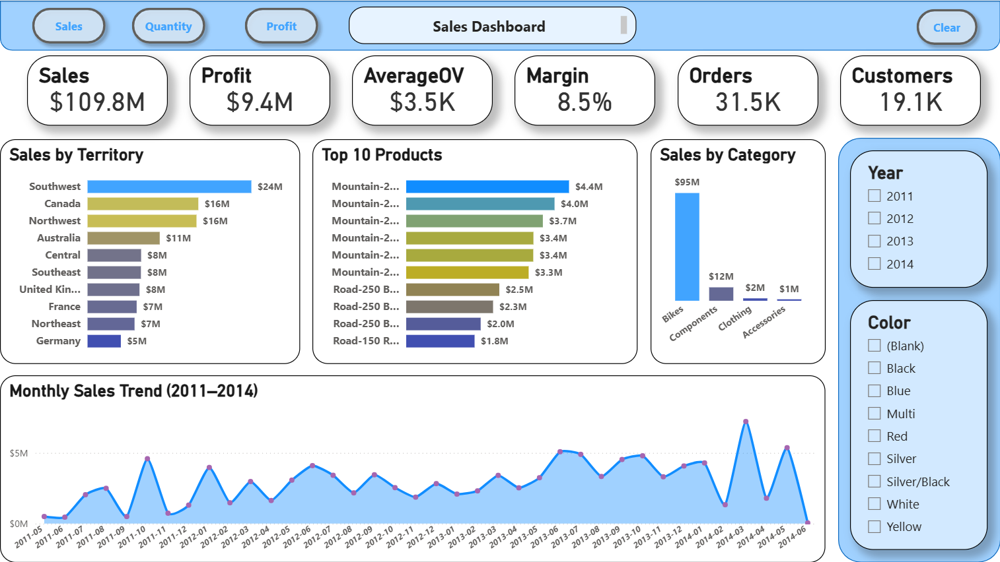 Sales
Quantity
Profit
Sales Dashboard
Clear
Sales
$109.8M
Profit
$9.4M
AverageOV
$3.5K
Margin
8.5%
Orders
31.5K
Customers
19.1K
Sales by Territory
Southwest $24M
Canada $16M
Northwest $16M
Australia $11M
Central $8M
Southeast $8M
United Kin... $8M
France $7M
Northeast $7M
Germany $5M
Top 10 Products
Mountain-2... $4.4M
Mountain-2... $4.0M
Mountain-2... $3.7M
Mountain-2... $3.4M
Mountain-2... $3.4M
Mountain-2... $3.3M
Road-250 B... $2.5M
Road-250 B... $2.3M
Road-250 B... $2.0M
Road-150 R... $1.8M
Sales by Category
$95M
$12M
$2M
$1M
Bikes
Components
Clothing
Accessories
Year
2011
2012
2013
2014
Color
(Blank)
Black
Blue
Multi
Red
Silver
Silver/Black
White
Yellow
Monthly Sales Trend (2011–2014)
$5M
$0M
2011-05
2011-06
2011-07
2011-08
2011-09
2011-10
2011-11
2011-12
2012-01
2012-02
2012-03
2012-04
2012-05
2012-06
2012-07
2012-08
2012-09
2012-10
2012-11
2012-12
2013-01
2013-02
2013-03
2013-04
2013-05
2013-06
2013-07
2013-08
2013-09
2013-10
2013-11
2013-12
2014-01
2014-02
2014-03
2014-04
2014-05
2014-06